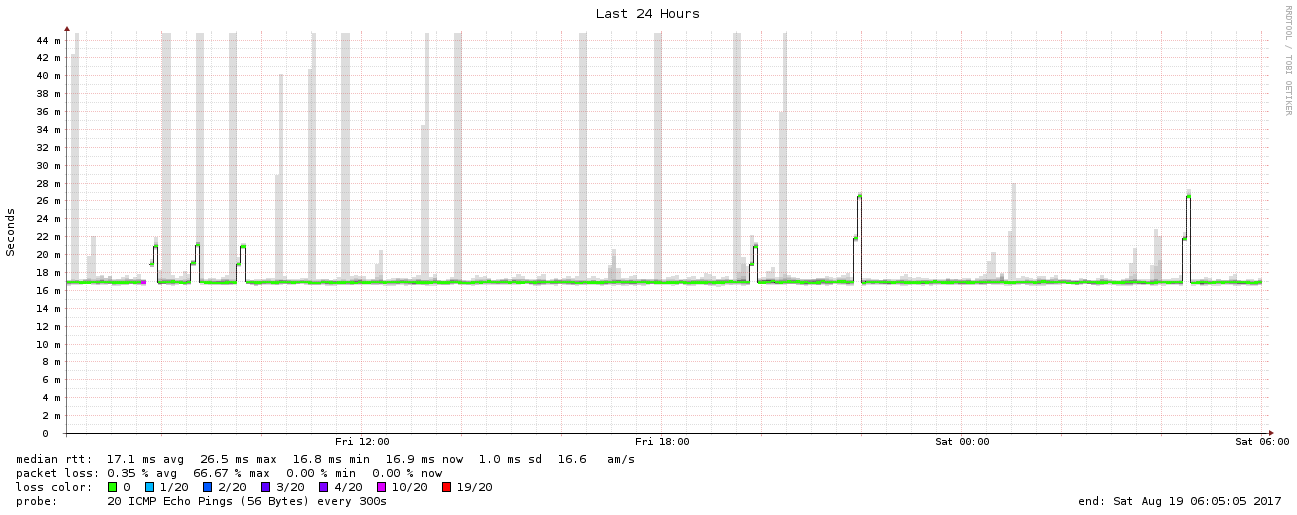 Last 24 Hours
RRDTOOL / TOBI OETIKER
Seconds
44 m
42 m
40 m
38 m
36 m
34 m
32 m
30 m
28 m
26 m
24 m
22 m
20 m
18 m
16 m
14 m
12 m
10 m
8 m
6 m
4 m
2 m
0
Fri 12:00 Fri 18:00 Sat 00:00 Sat 06:00
median rtt: 17.1 ms avg 26.5 ms max 16.8 ms min 16.9 ms now 1.0 ms sd 16.6 am/s
packet loss: 0.35 % avg 66.67 % max 0.00 % min 0.00 % now
loss color: 0 1/20 2/20 3/20 4/20 10/20 19/20
probe: 20 ICMP Echo Pings (56 Bytes) every 300s end: Sat Aug 19 06:05:05 2017